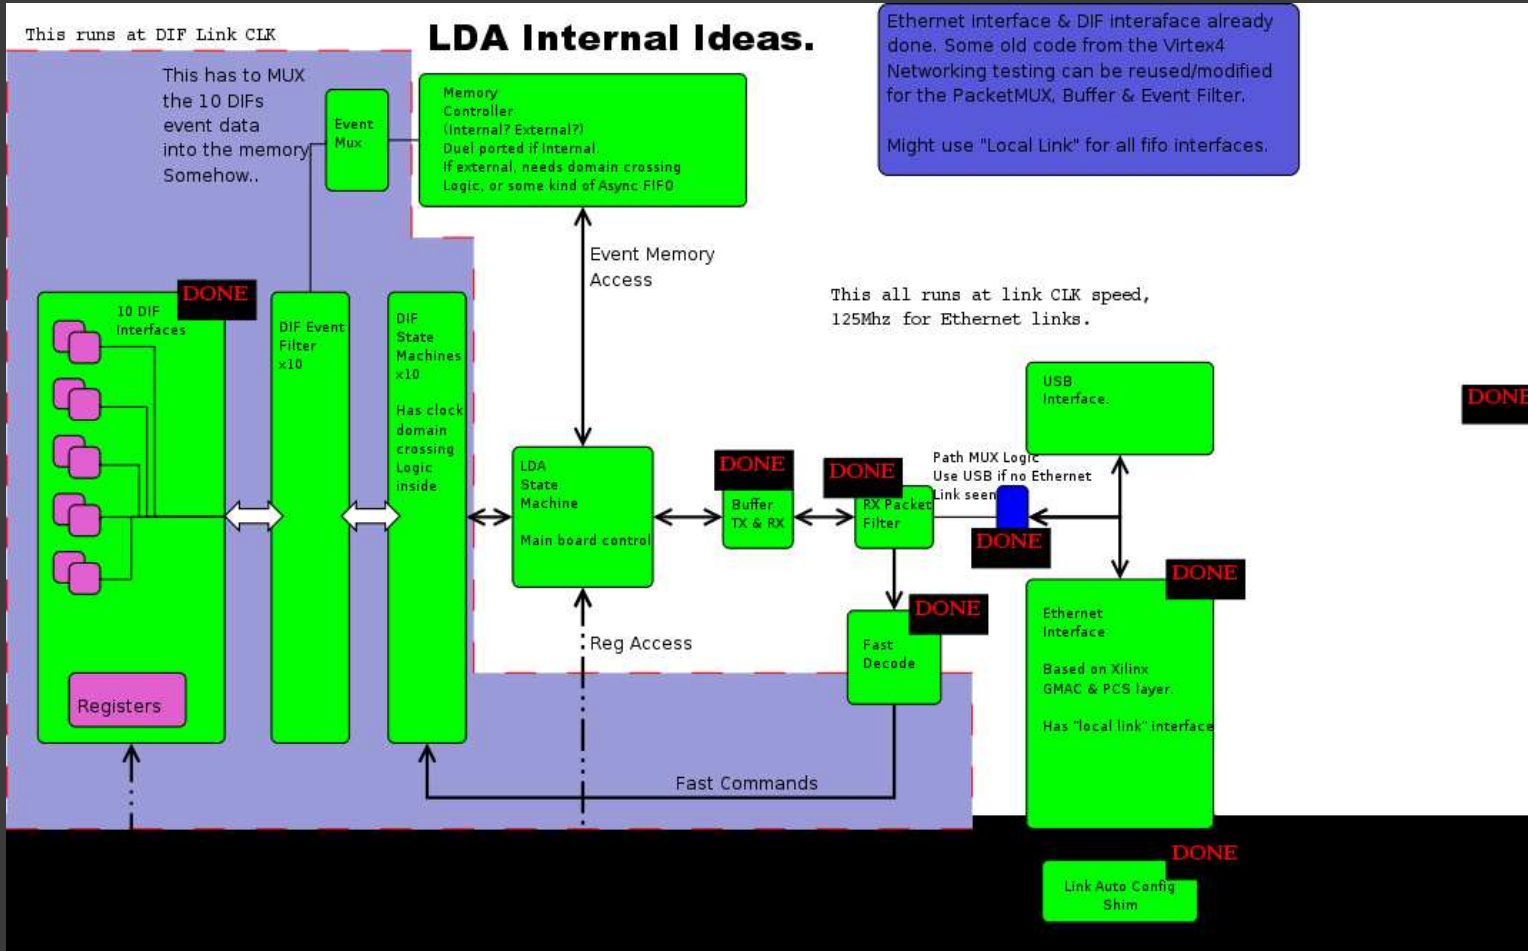 This runs at DIF Link CLK
LDA Internal Ideas.
Ethernet Interface & DIF interaface already
done. Some old code from the Virtex4
Networking testing can be reused/modified
for the PacketMUX, Buffer & Event Filter.
Might use "Local Link" for all fifo interfaces.
This has to MUX
the 10 DIFs
event data
into the memory
Somehow..
Event
Mux
Memory
Controller
(Internal? External?)
Duel ported if Internal.
If external, needs domain crossing
Logic, or some kind of Async FIFO
Event Memory
Access
This all runs at link CLK speed,
125Mhz for Ethernet links.
DONE
10 DIF
Interfaces
Registers
DIF Event
Filter
x10
DIF
State
Machines
x10
Has clock
domain
crossing
Logic
inside
LDA
State
Machine
Main board control
DONE
Buffer
TX & RX
DONE
RX Packet
Filter
Path MUX Logic
Use USB if no Ethernet
Link seen
DONE
USB
Interface.
DONE
DONE
Ethernet
Interface
Based on Xilinx
GMAC & PCS layer.
Has "local link" interface
DONE
Fast
Decode
Reg Access
Fast Commands
DONE
Link Auto Config
Shim